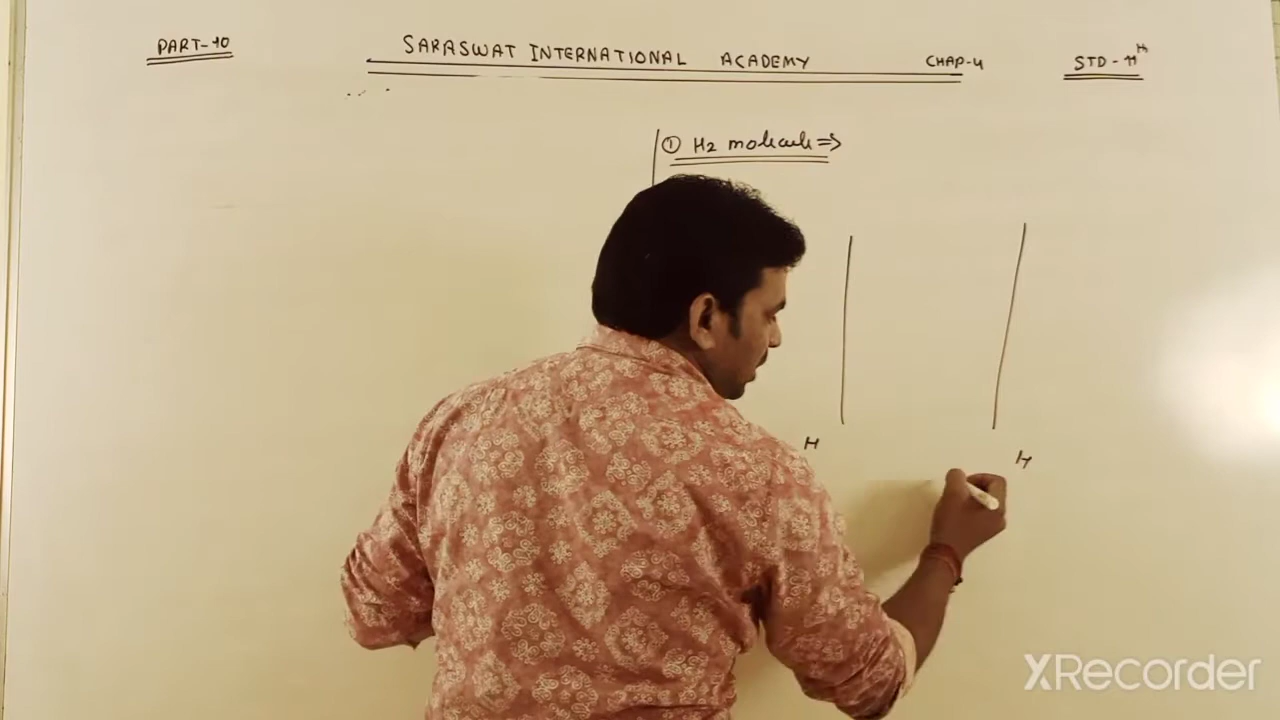 PART-10 SARASWAT INTERNATIONAL ACADEMY CHAP-4 STD-11th
① H2 molecule ⇒
H H
XRecorder